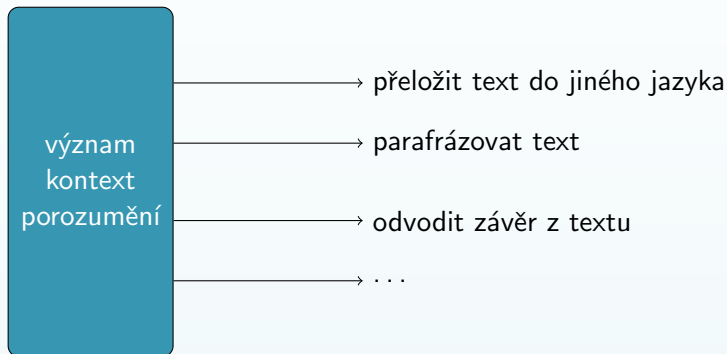 význam
kontext
porozumění
přeložit text do jiného jazyka
parafrázovat text
odvodit závěr z textu
. . .